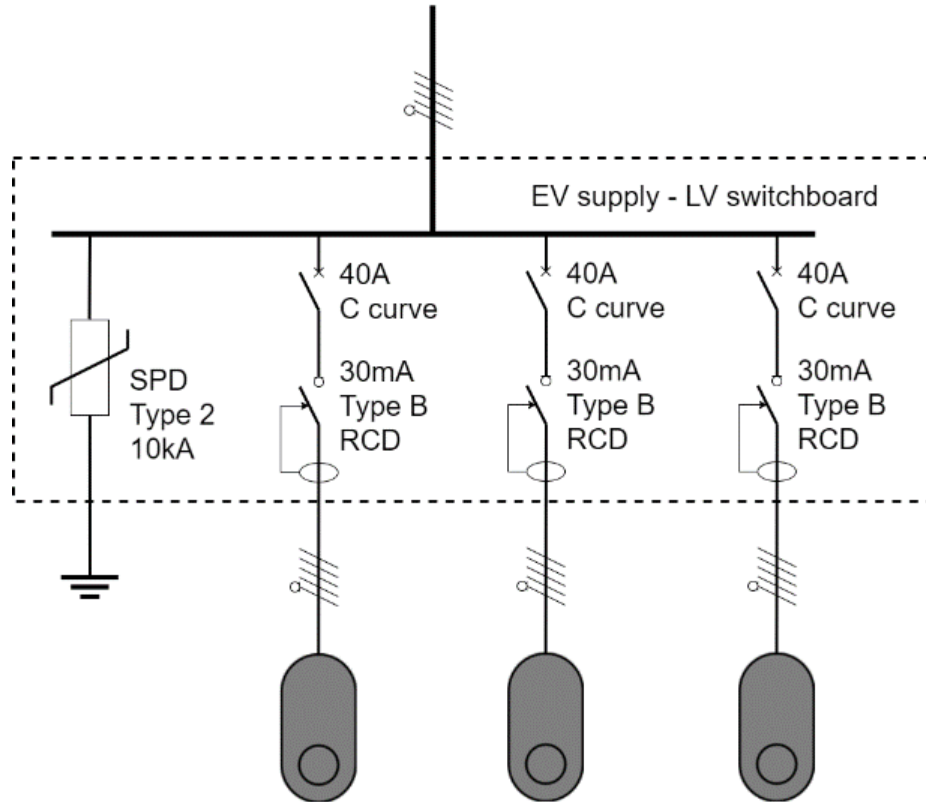 EV supply - LV switchboard
40A
C curve
40A
C curve
40A
C curve
SPD
Type 2
10kA
30mA
Type B
RCD
30mA
Type B
RCD
30mA
Type B
RCD